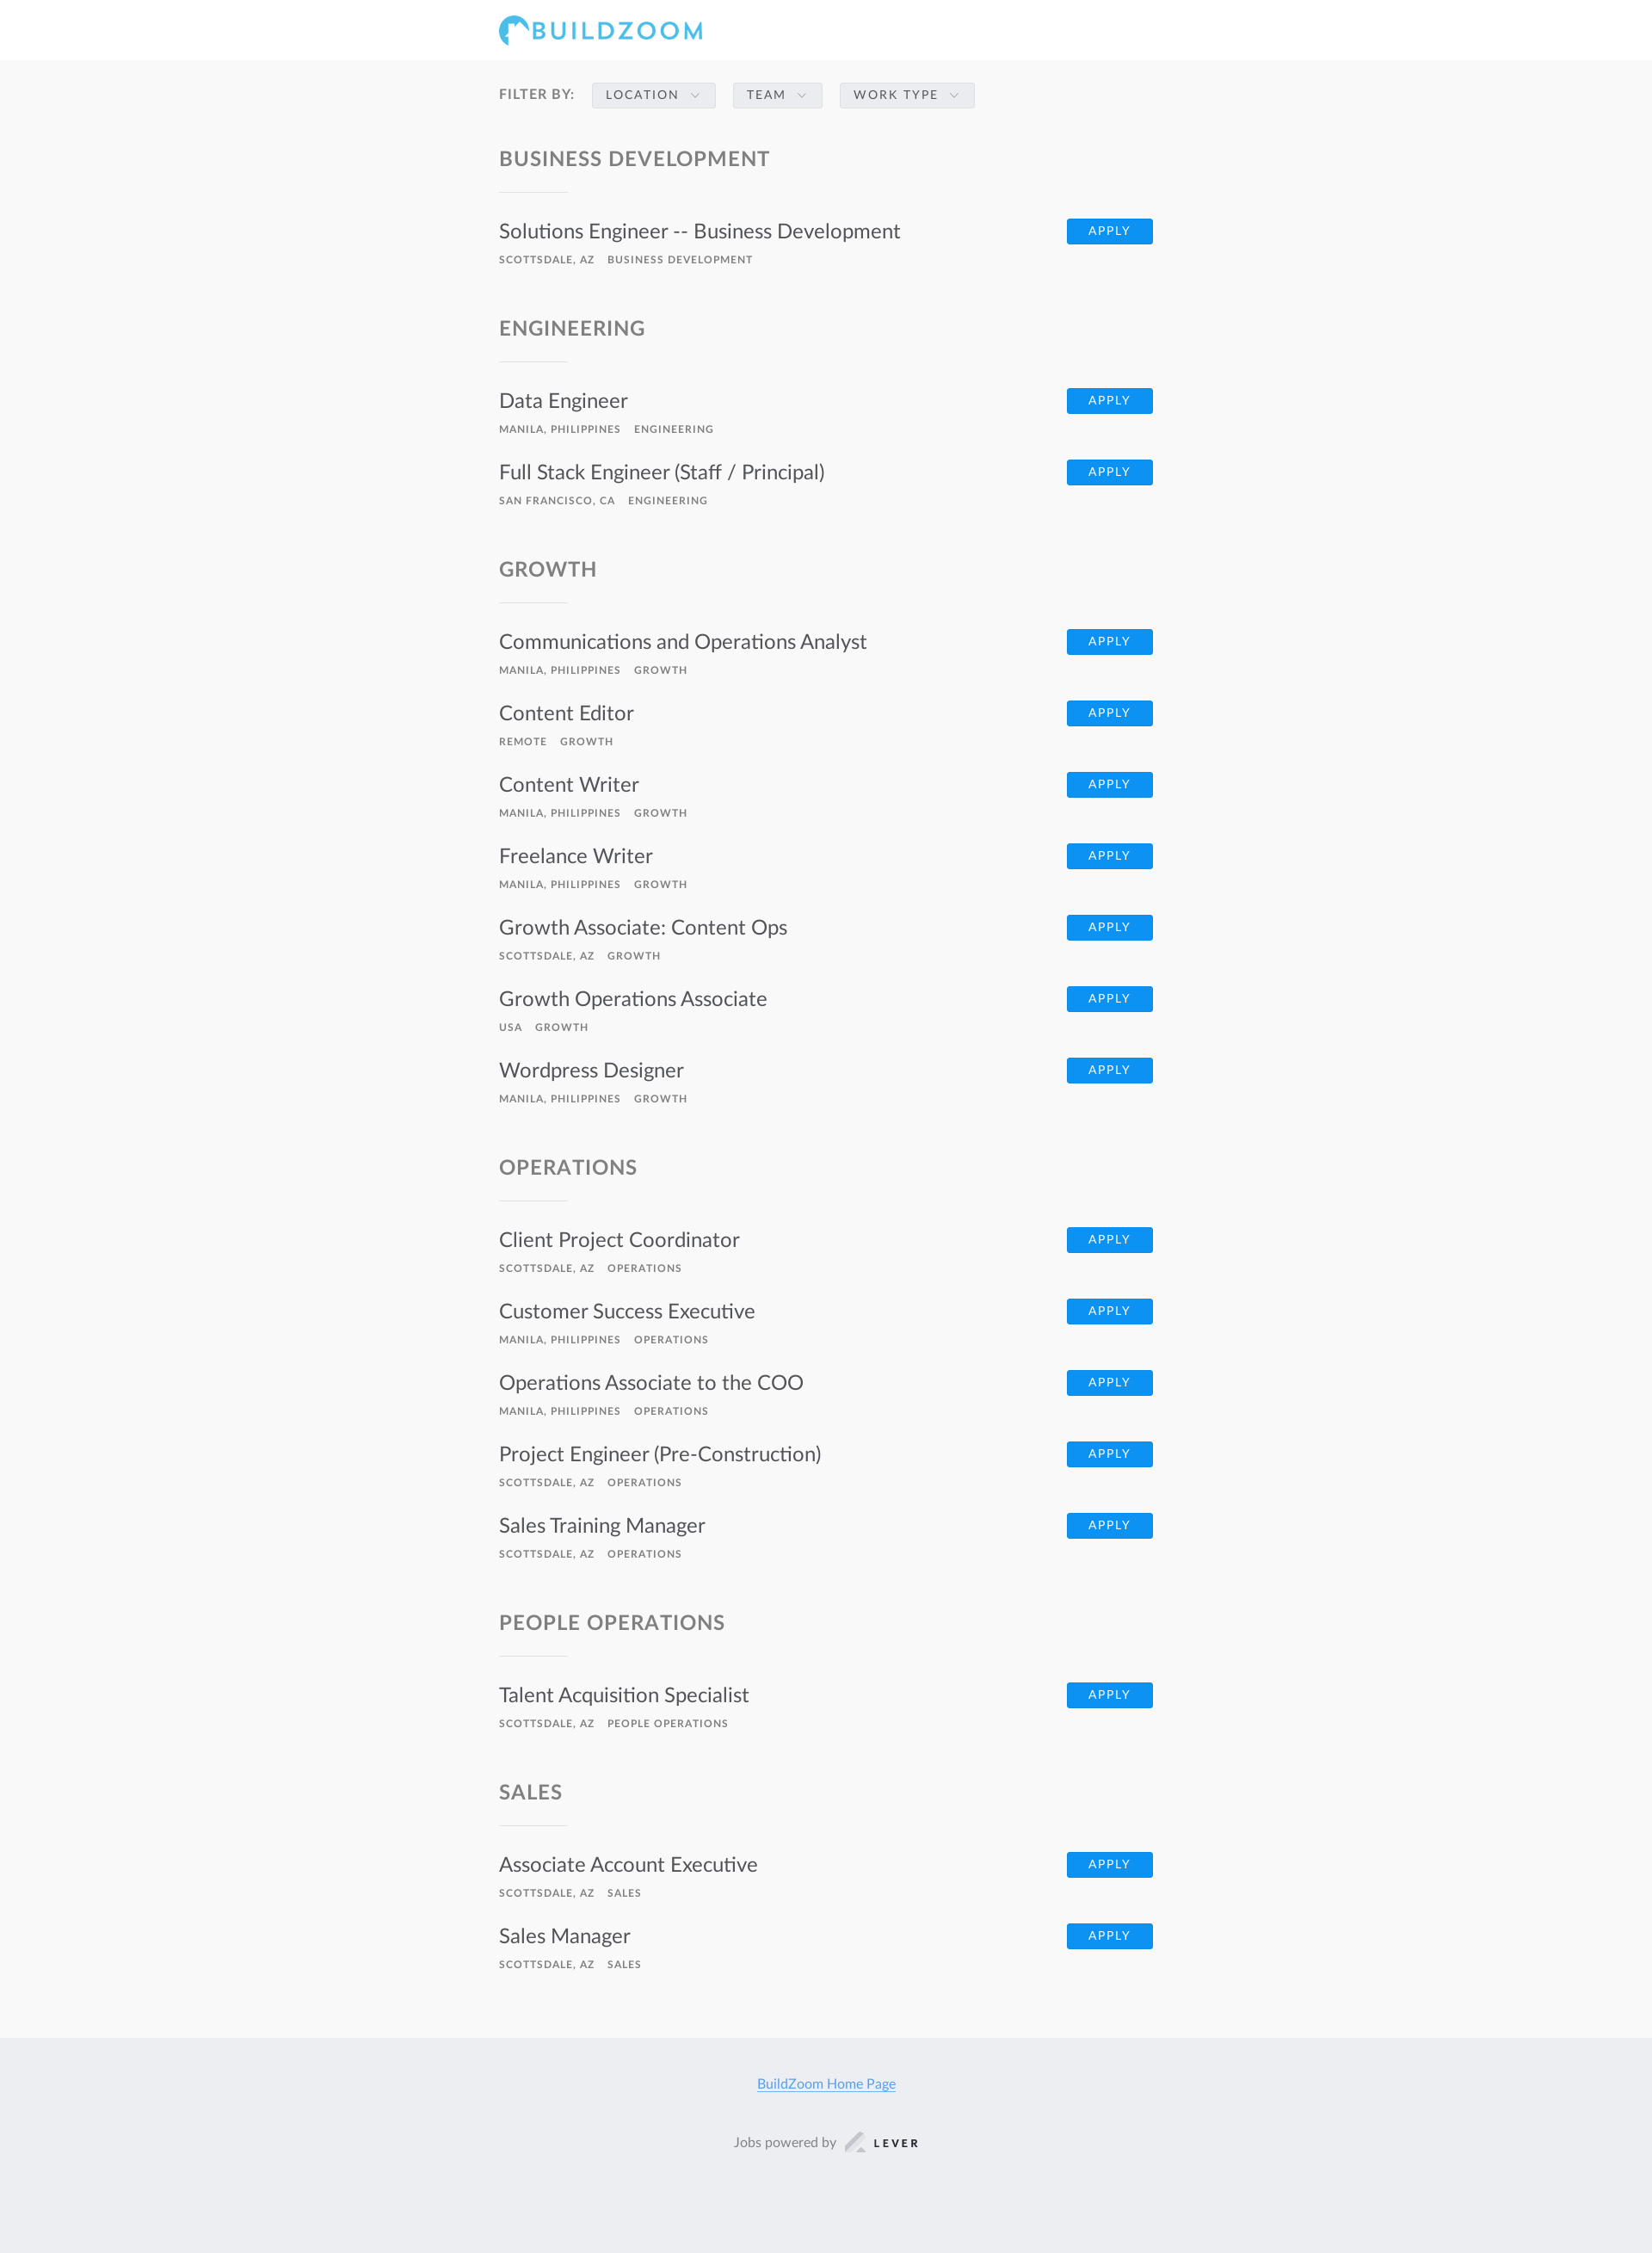 BUILDZOOM
FILTER BY: LOCATION TEAM WORK TYPE
BUSINESS DEVELOPMENT
Solutions Engineer -- Business Development APPLY
SCOTTSDALE, AZ BUSINESS DEVELOPMENT
ENGINEERING
Data Engineer APPLY
MANILA, PHILIPPINES ENGINEERING
Full Stack Engineer (Staff / Principal) APPLY
SAN FRANCISCO, CA ENGINEERING
GROWTH
Communications and Operations Analyst APPLY
MANILA, PHILIPPINES GROWTH
Content Editor APPLY
REMOTE GROWTH
Content Writer APPLY
MANILA, PHILIPPINES GROWTH
Freelance Writer APPLY
MANILA, PHILIPPINES GROWTH
Growth Associate: Content Ops APPLY
SCOTTSDALE, AZ GROWTH
Growth Operations Associate APPLY
USA GROWTH
Wordpress Designer APPLY
MANILA, PHILIPPINES GROWTH
OPERATIONS
Client Project Coordinator APPLY
SCOTTSDALE, AZ OPERATIONS
Customer Success Executive APPLY
MANILA, PHILIPPINES OPERATIONS
Operations Associate to the COO APPLY
MANILA, PHILIPPINES OPERATIONS
Project Engineer (Pre-Construction) APPLY
SCOTTSDALE, AZ OPERATIONS
Sales Training Manager APPLY
SCOTTSDALE, AZ OPERATIONS
PEOPLE OPERATIONS
Talent Acquisition Specialist APPLY
SCOTTSDALE, AZ PEOPLE OPERATIONS
SALES
Associate Account Executive APPLY
SCOTTSDALE, AZ SALES
Sales Manager APPLY
SCOTTSDALE, AZ SALES
BuildZoom Home Page
Jobs powered by LEVER